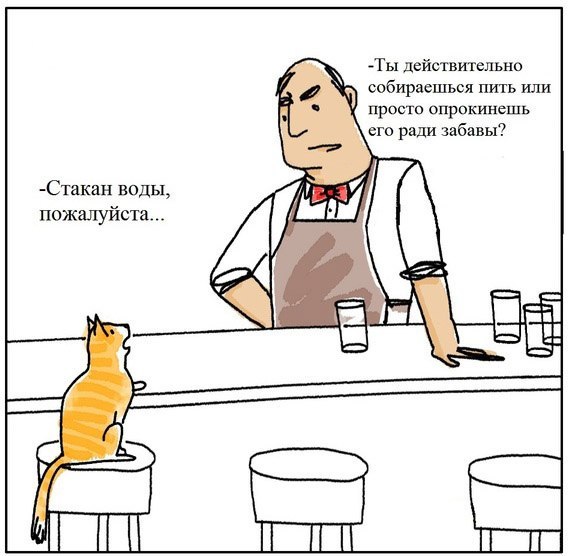 -Ты действительно
собираешься пить или
просто опрокинешь
его ради забавы?
-Стакан воды,
пожалуйста...